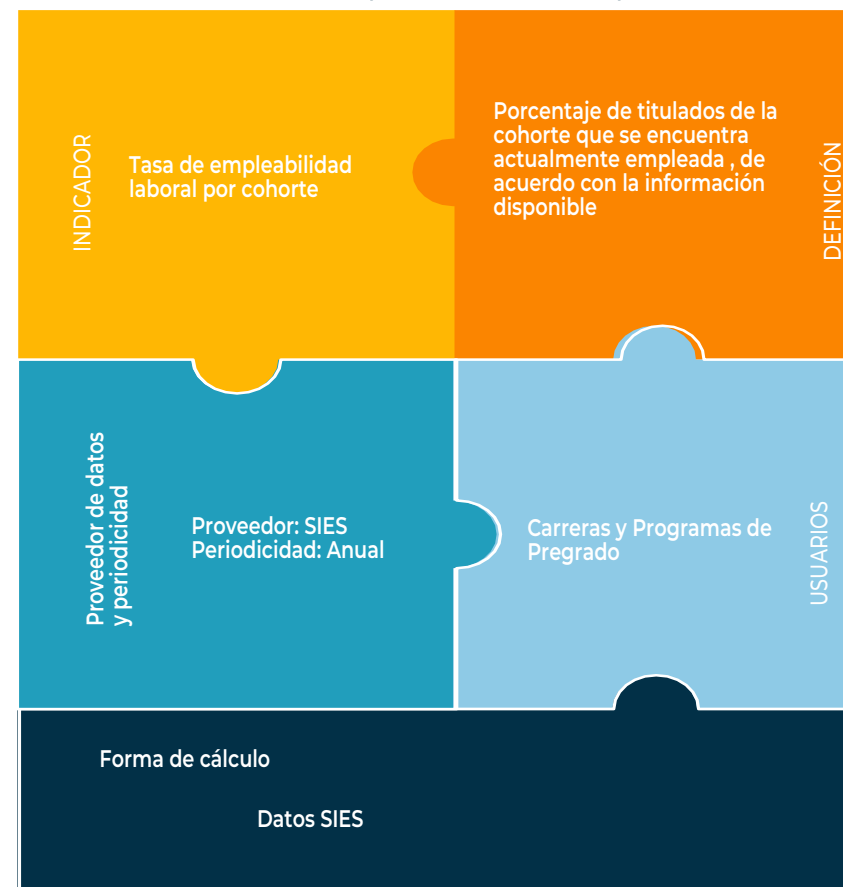 INDICADOR
Tasa de empleabilidad
laboral por cohorte
Porcentaje de titulados de la
cohorte que se encuentra
actualmente empleada , de
acuerdo con la información
disponible
DEFINICIÓN
Proveedor de datos
y periodicidad
Proveedor: SIES
Periodicidad: Anual
Carreras y Programas de
Pregrado
USUARIOS
Forma de cálculo
Datos SIES